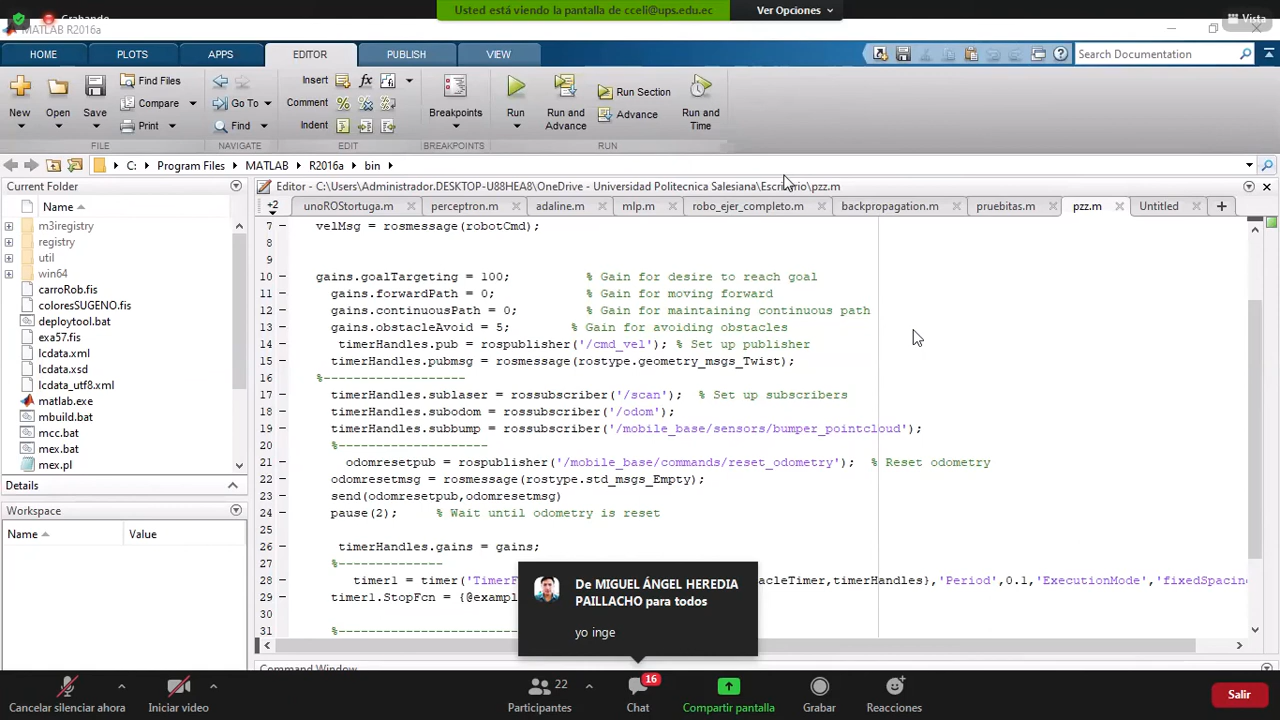 Grabando
Usted está viendo la pantalla de cceli@ups.edu.ec
Ver Opciones
Vista
MATLAB R2016a
HOME PLOTS APPS EDITOR PUBLISH VIEW
Search Documentation
New Open Save
Find Files
Compare
Print
Go To
Find
Insert
Comment
Indent
Breakpoints
Run
Run and Advance
Run Section
Advance
Run and Time
FILE NAVIGATE EDIT BREAKPOINTS RUN
C: Program Files MATLAB R2016a bin
Current Folder
Name
m3iregistry
registry
util
win64
carroRob.fis
coloresSUGENO.fis
deploytool.bat
exa57.fis
lcdata.xml
lcdata.xsd
lcdata_utf8.xml
matlab.exe
mbuild.bat
mcc.bat
mex.bat
mex.pl
Details
Workspace
Name Value
Editor - C:\Users\Administrador.DESKTOP-U88HEA8\OneDrive - Universidad Politecnica Salesiana\Escritorio\pzz.m
+2 unoROStortuga.m perceptron.m adaline.m mlp.m robo_ejer_completo.m backpropagation.m pruebitas.m pzz.m Untitled
7 velMsg = rosmessage(robotCmd);
8
9
10 gains.goalTargeting = 100; % Gain for desire to reach goal
11 gains.forwardPath = 0; % Gain for moving forward
12 gains.continuousPath = 0; % Gain for maintaining continuous path
13 gains.obstacleAvoid = 5; % Gain for avoiding obstacles
14 timerHandles.pub = rospublisher('/cmd_vel'); % Set up publisher
15 timerHandles.pubmsg = rosmessage(rostype.geometry_msgs_Twist);
16 %-------------------
17 timerHandles.sublaser = rossubscriber('/scan'); % Set up subscribers
18 timerHandles.subodom = rossubscriber('/odom');
19 timerHandles.subbump = rossubscriber('/mobile_base/sensors/bumper_pointcloud');
20 %--------------------
21 odomresetpub = rospublisher('/mobile_base/commands/reset_odometry'); % Reset odometry
22 odomresetmsg = rosmessage(rostype.std_msgs_Empty);
23 send(odomresetpub,odomresetmsg)
24 pause(2); % Wait until odometry is reset
25
26 timerHandles.gains = gains;
27 %--------------
28 timer1 = timer('TimerF acleTimer,timerHandles},'Period',0.1,'ExecutionMode','fixedSpacing
29 timer1.StopFcn = {@exampl
30
31 %--------------------
De MIGUEL ÁNGEL HEREDIA
PAILLACHO para todos
yo inge
Command Window
Cancelar silenciar ahora
Iniciar video
22
Participantes
16
Chat
Compartir pantalla
Grabar
Reacciones
Salir